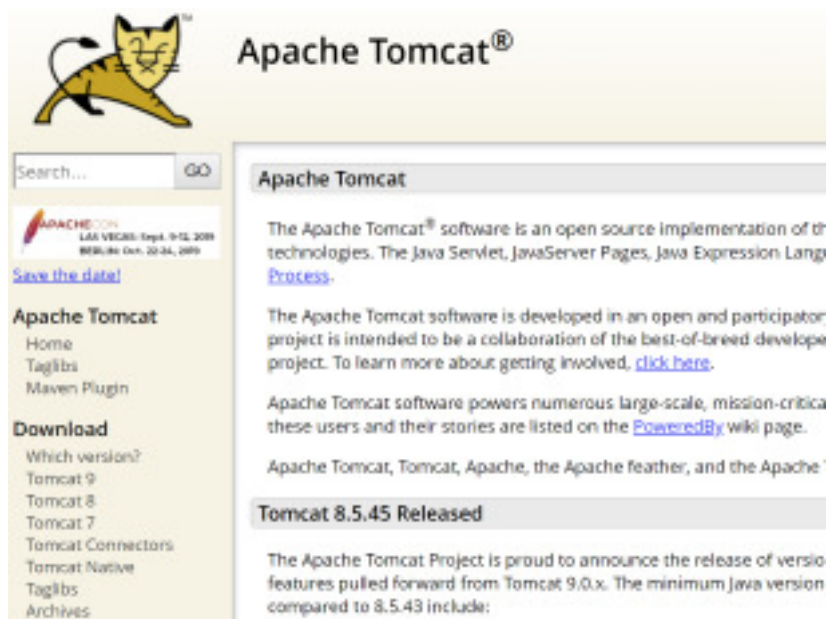 Apache Tomcat®
Search...
GO
APACHECON
LAS VEGAS: Sept. 9-12, 2019
BERLIN: Oct. 22-24, 2019
Save the date!
Apache Tomcat
Home
Taglibs
Maven Plugin
Download
Which version?
Tomcat 9
Tomcat 8
Tomcat 7
Tomcat Connectors
Tomcat Native
Taglibs
Archives
Apache Tomcat
The Apache Tomcat® software is an open source implementation of th
technologies. The Java Servlet, JavaServer Pages, Java Expression Langu
Process.
The Apache Tomcat software is developed in an open and participatory
project is intended to be a collaboration of the best-of-breed develope
project. To learn more about getting involved, click here.
Apache Tomcat software powers numerous large-scale, mission-critica
these users and their stories are listed on the PoweredBy wiki page.
Apache Tomcat, Tomcat, Apache, the Apache feather, and the Apache
Tomcat 8.5.45 Released
The Apache Tomcat Project is proud to announce the release of versio
features pulled forward from Tomcat 9.0.x. The minimum Java version
compared to 8.5.43 include: